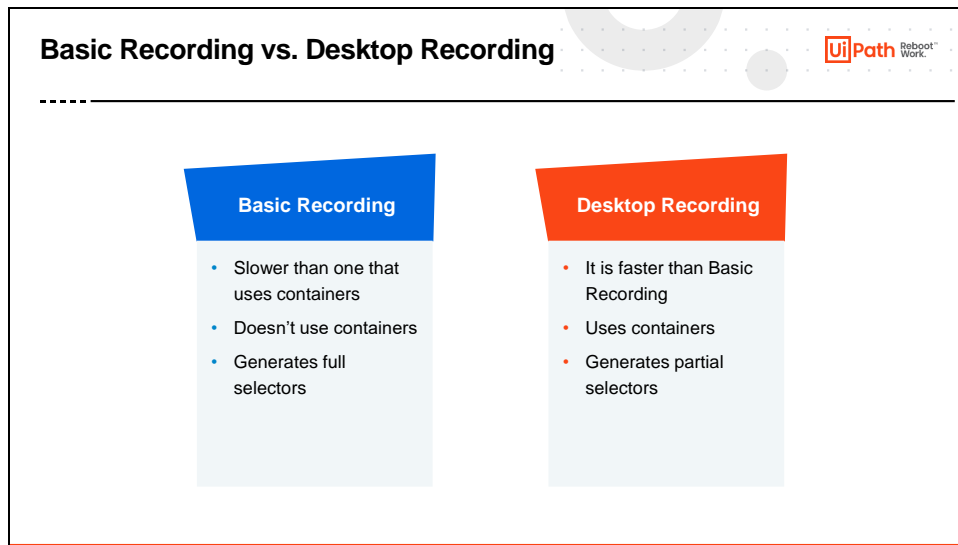 Basic Recording vs. Desktop Recording
UiPath Reboot™
Work.
Basic Recording
• Slower than one that
uses containers
• Doesn’t use containers
• Generates full
selectors
Desktop Recording
• It is faster than Basic
Recording
• Uses containers
• Generates partial
selectors